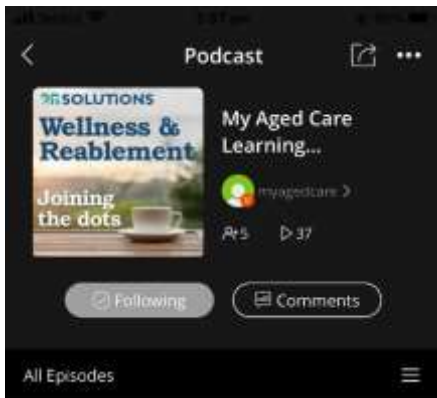 Podcast
SOLUTIONS
Wellness &
Reablement
Joining
the dots
My Aged Care
Learning...
myagedcare >
5
37
Following
Comments
All Episodes